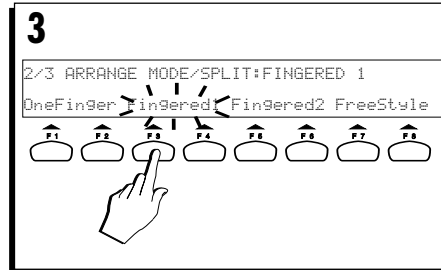 3
2/3 ARRANGE MODE/SPLIT:FINGERED 1
OneFinger Fingered1 Fingered2 FreeStyle
F1 F2 F3 F4 F5 F6 F7 F8